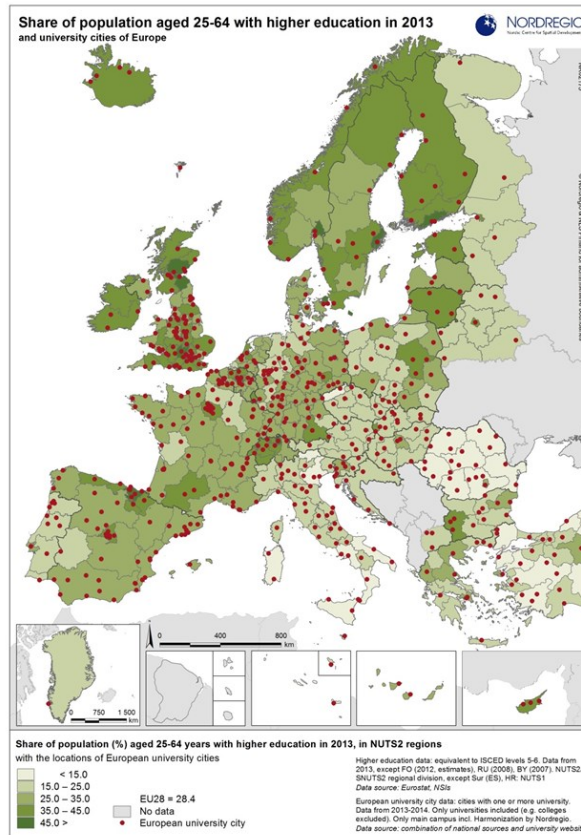 Share of population aged 25-64 with higher education in 2013
and university cities of Europe
NORDREGIO
Nordic Centre for Spatial Development
0 400 800
km
0 750 1 500
km
Share of population (%) aged 25-64 years with higher education in 2013, in NUTS2 regions
with the locations of European university cities
< 15.0
15.0 – 25.0
25.0 – 35.0
35.0 – 45.0
45.0 >
EU28 = 28.4
No data
European university city
Higher education data: equivalent to ISCED levels 5-6. Data from
2013, except FO (2012, estimates), RU (2008), BY (2007). NUTS2/
SNUTS2 regional division, except Sur (ES), HR: NUTS1
Data source: Eurostat, NSIs
European university city data: cities with one or more university.
Data from 2013-2014. Only universities included (e.g. colleges
excluded). Only main campus incl. Harmonization by Nordregio.
Data source: combination of national sources and university websit